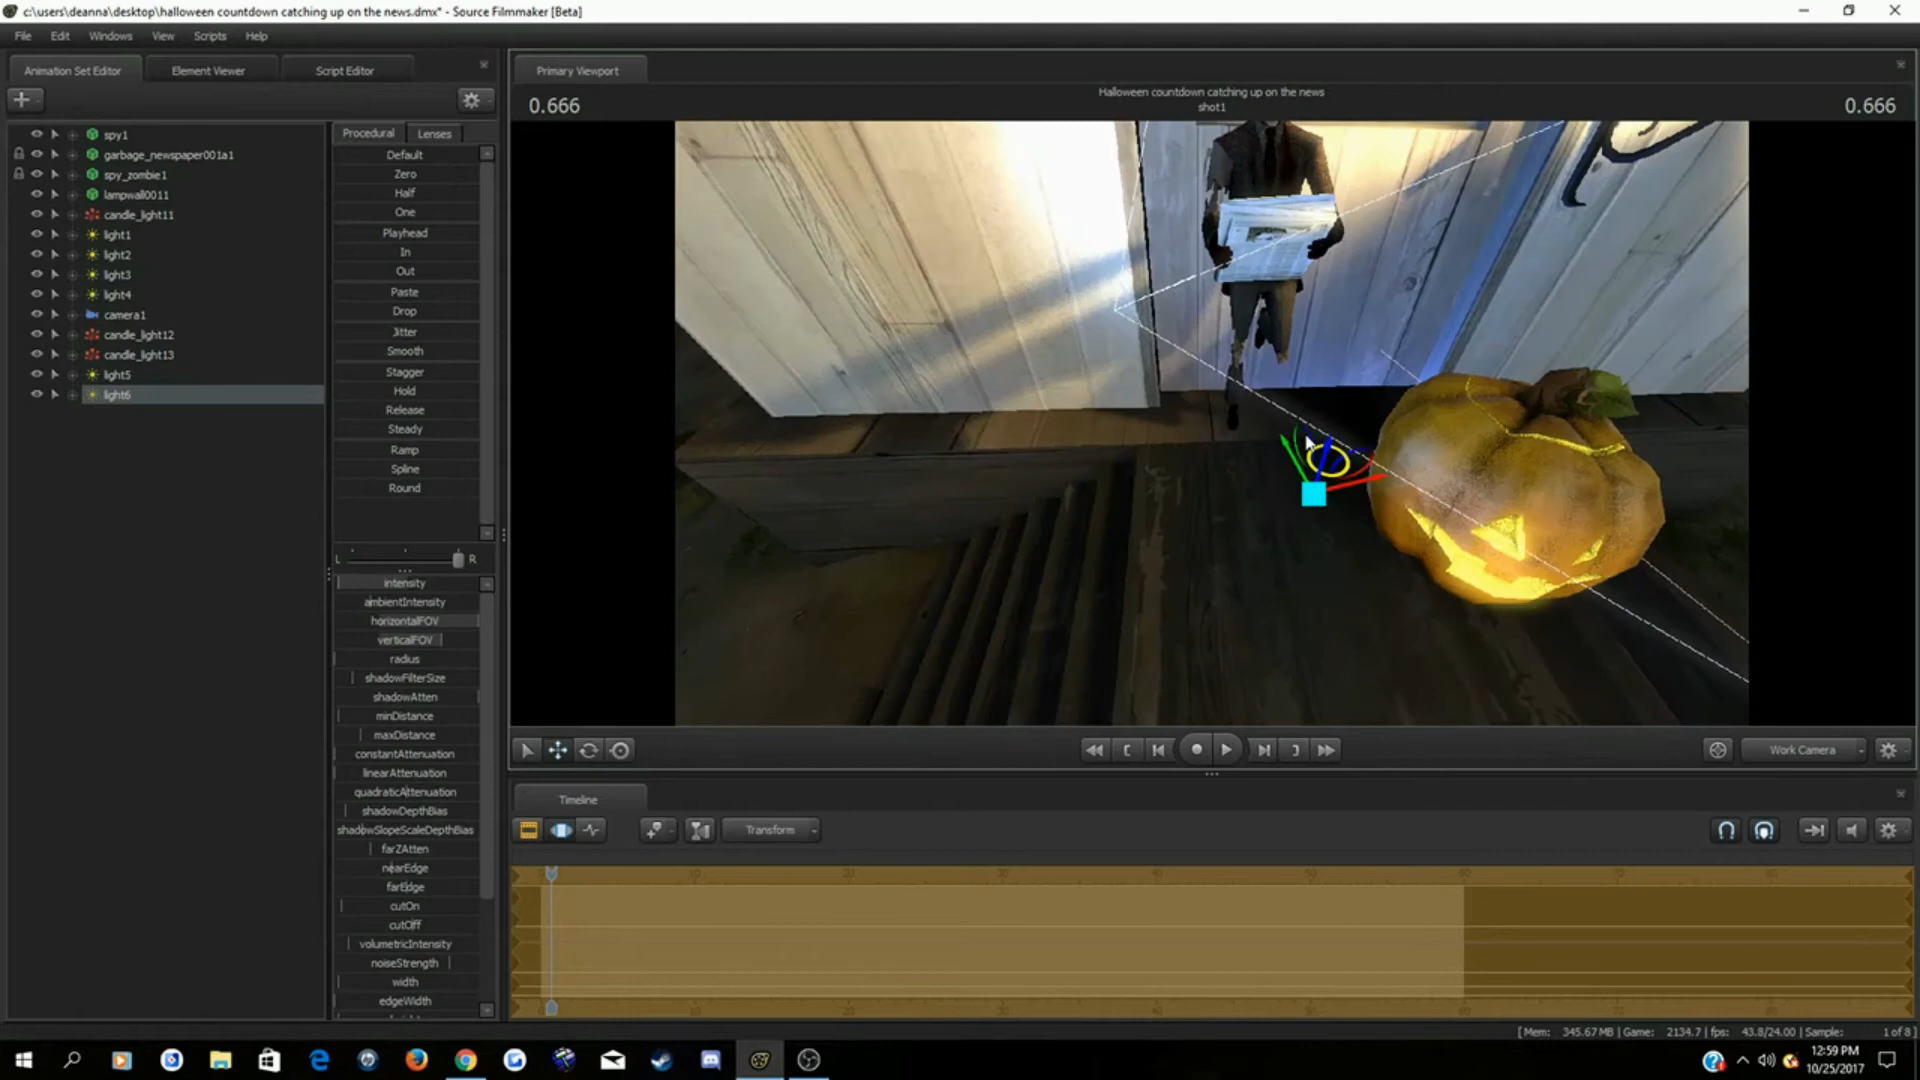 c:\users\deanna\desktop\halloween countdown catching up on the news.dmx* - Source Filmmaker [Beta]
File Edit Windows View Scripts Help
Animation Set Editor Element Viewer Script Editor
Primary Viewport
0.666
Halloween countdown catching up on the news
shot1
0.666
spy1
garbage_newspaper001a1
spy_zombie1
lampwall0011
candle_light11
light1
light2
light3
light4
camera1
candle_light12
candle_light13
light5
light6
Procedural Lenses
Default
Zero
Half
One
Playhead
In
Out
Paste
Drop
Jitter
Smooth
Stagger
Hold
Release
Steady
Ramp
Spline
Round
L R
intensity
ambientIntensity
horizontalFOV
verticalFOV
radius
shadowFilterSize
shadowAtten
minDistance
maxDistance
constantAttenuation
linearAttenuation
quadraticAttenuation
shadowDepthBias
shadowSlopeScaleDepthBias
farZAtten
nearEdge
farEdge
cutOn
cutOff
volumetricIntensity
noiseStrength
width
edgeWidth
Work Camera
Timeline
Transform
[ Mem: 345.67 MB | Game: 2134.7 | fps: 43.8/24.00 | Sample: 1 of 8 ]
12:59 PM
10/25/2017